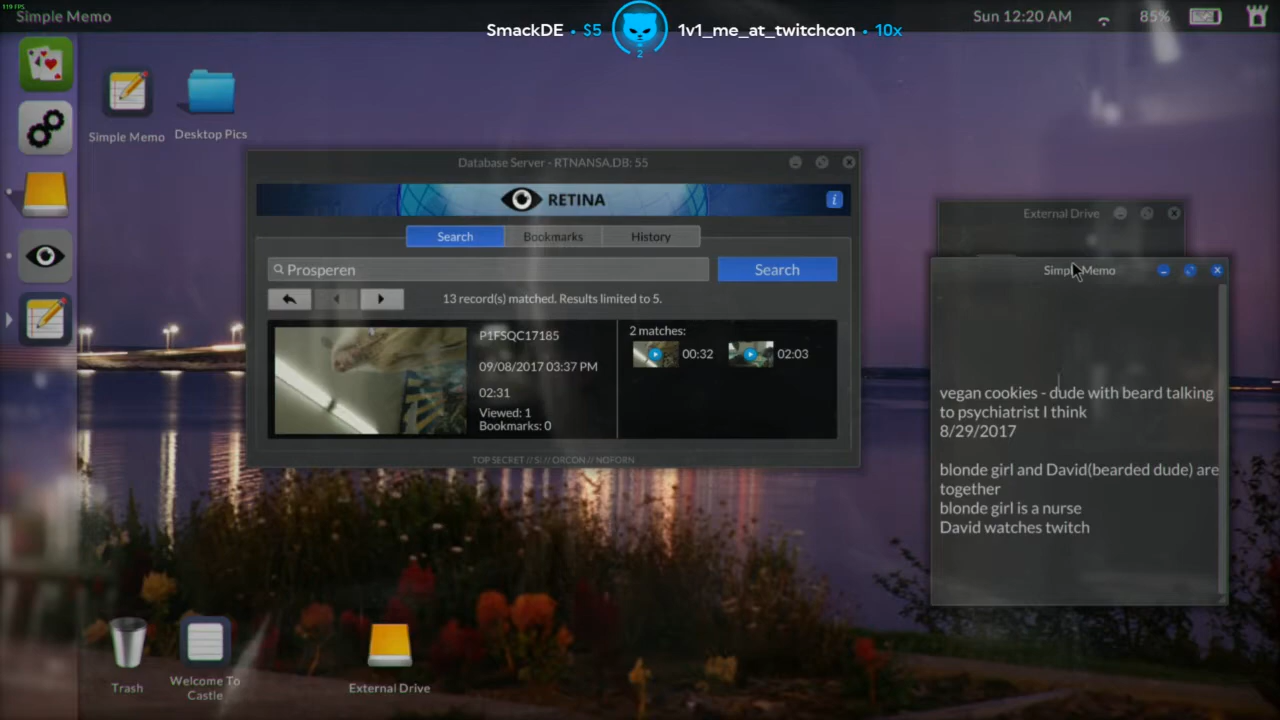 119 FPS
Simple Memo
SmackDE • $5
2
1v1_me_at_twitchcon • 10x
Sun 12:20 AM
85%
Simple Memo
Desktop Pics
Database Server - RTNANSA.DB: 55
RETINA
i
Search
Bookmarks
History
Prosperen
Search
13 record(s) matched. Results limited to 5.
P1FSQC17185
09/08/2017 03:37 PM
02:31
Viewed: 1
Bookmarks: 0
2 matches:
00:32
02:03
TOP SECRET // SI // ORCON // NOFORN
External Drive
Simple Memo
vegan cookies - dude with beard talking
to psychiatrist I think
8/29/2017
blonde girl and David(bearded dude) are
together
blonde girl is a nurse
David watches twitch
Trash
Welcome To
Castle
External Drive